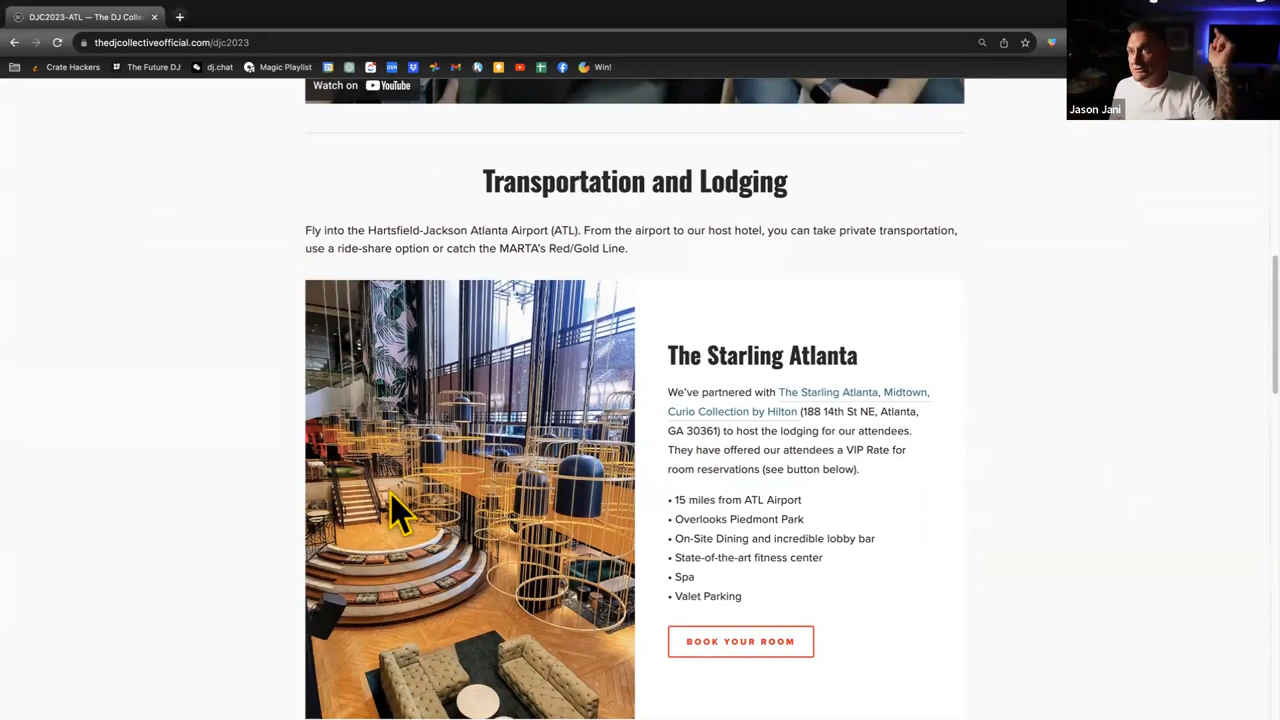 DJC2023-ATL — The DJ Colle
thedjcollectiveofficial.com/djc2023
Crate Hackers
The Future DJ
dj.chat
Magic Playlist
Win!
Jason Jani
Watch on YouTube
Transportation and Lodging
Fly into the Hartsfield-Jackson Atlanta Airport (ATL). From the airport to our host hotel, you can take private transportation,
use a ride-share option or catch the MARTA's Red/Gold Line.
The Starling Atlanta
We've partnered with The Starling Atlanta, Midtown,
Curio Collection by Hilton (188 14th St NE, Atlanta,
GA 30361) to host the lodging for our attendees.
They have offered our attendees a VIP Rate for
room reservations (see button below).
• 15 miles from ATL Airport
• Overlooks Piedmont Park
• On-Site Dining and incredible lobby bar
• State-of-the-art fitness center
• Spa
• Valet Parking
BOOK YOUR ROOM